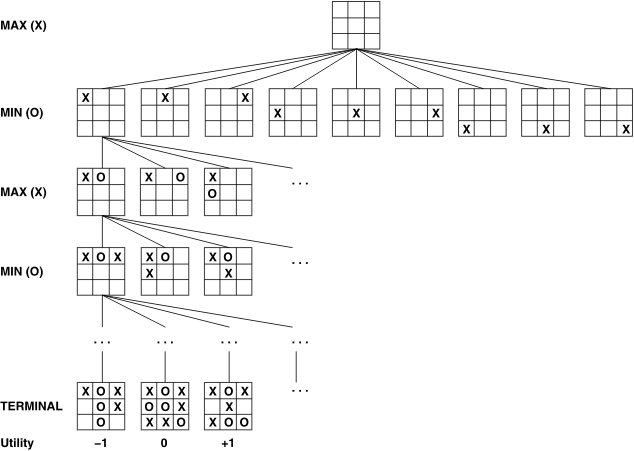 MAX (X)
X X X
MIN (O) X X X
X X X
X O X O X
MAX (X) O ...
X O X X O X O
MIN (O) X X ...
... ... ... ...
X O X X O X X O X ...
TERMINAL O X O O X X
O X X O X O O
Utility –1 0 +1